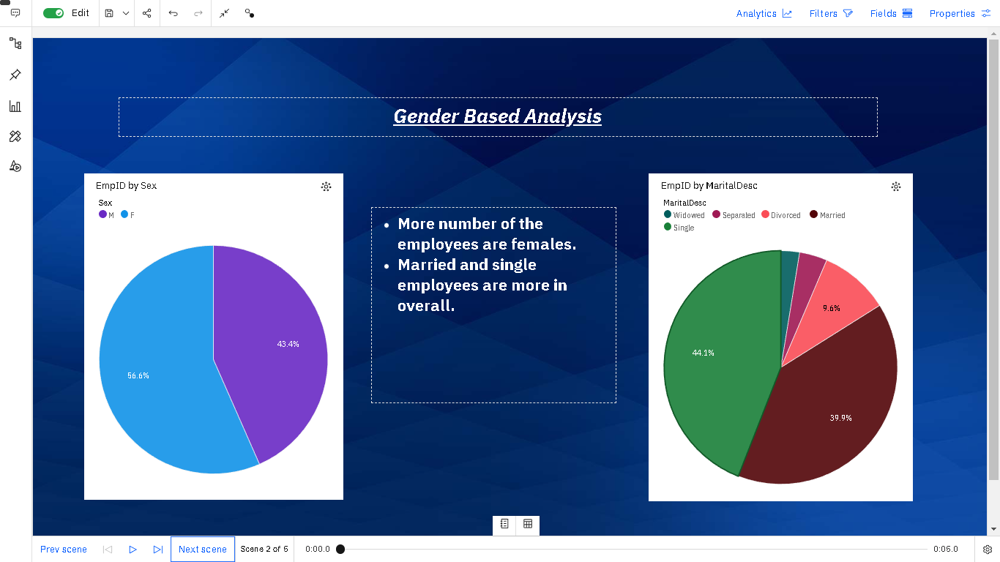 Edit
Analytics
Filters
Fields
Properties
Gender Based Analysis
EmpID by Sex
Sex
M F
43.4%
56.6%
• More number of the
employees are females.
• Married and single
employees are more in
overall.
EmpID by MaritalDesc
MaritalDesc
Widowed Separated Divorced Married
Single
9.6%
44.1%
39.9%
Prev scene
Next scene
Scene 2 of 5
0:00.0
0:05.0